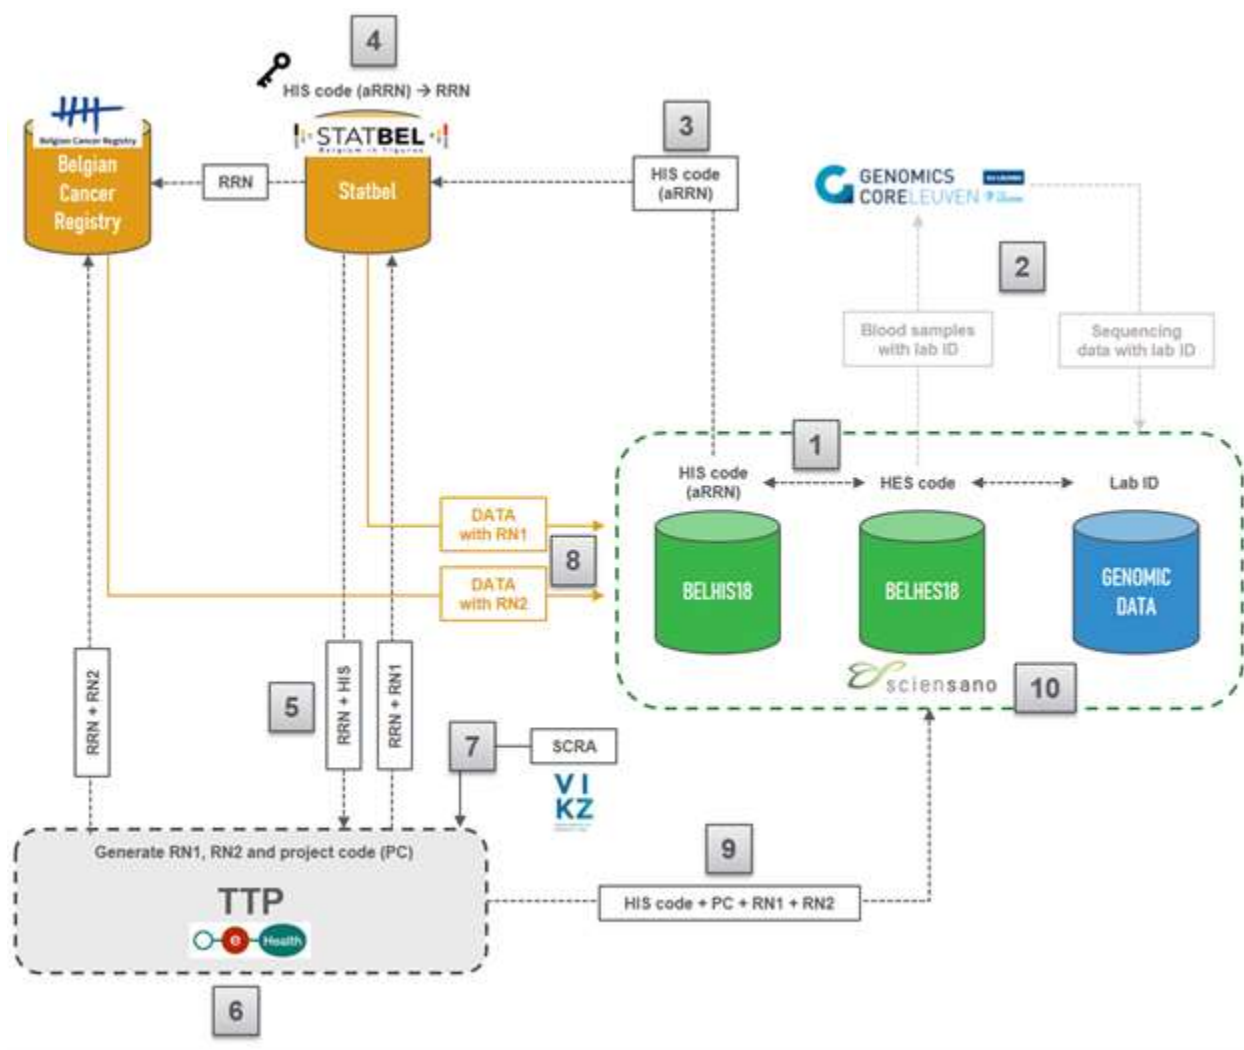 4
HIS code (aRRN) → RRN
Belgian Cancer Registry
STATBEL
Belgium in Figures
Belgian
Cancer
Registry
RRN
Statbel
3
HIS code
(aRRN)
GENOMICS
CORELEUVEN
2
Blood samples
with lab ID
Sequencing
data with lab ID
1
HIS code
(aRRN)
HES code
Lab ID
DATA
with RN1
8
DATA
with RN2
BELHIS18
BELHES18
GENOMIC
DATA
sciensano
10
RRN + RN2
5
RRN + HIS
RRN + RN1
7
SCRA
VI
KZ
Generate RN1, RN2 and project code (PC)
TTP
e Health
9
HIS code + PC + RN1 + RN2
6